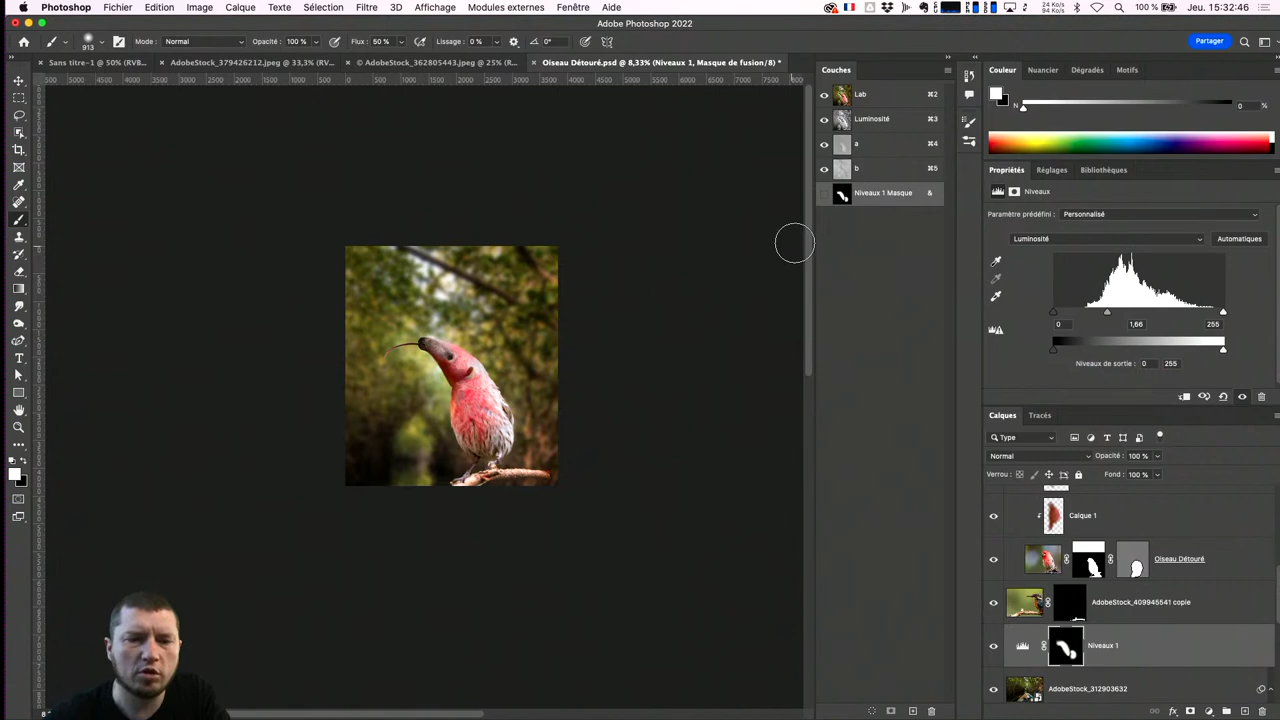 Photoshop Fichier Edition Image Calque Texte Sélection Filtre 3D Affichage Modules externes Fenêtre Aide 24 Ko/s 94 Ko/s 100 % Jeu. 15:32:46
Adobe Photoshop 2022
913 Mode : Normal Opacité : 100 % Flux : 50 % Lissage : 0 % 0° Partager
Sans titre-1 @ 50% (RVB... AdobeStock_379426212.jpeg @ 33,3% (RV... © AdobeStock_362805443.jpeg @ 25% (R... Oiseau Détouré.psd @ 8,33% (Niveaux 1, Masque de fusion/8) *
Couches
Lab ⌘2
Luminosité ⌘3
a ⌘4
b ⌘5
Niveaux 1 Masque &
Couleur Nuancier Dégradés Motifs
N 0 %
Propriétés Réglages Bibliothèques
Niveaux
Paramètre prédéfini : Personnalisé
Luminosité Automatiques
0 1,66 255
Niveaux de sortie : 0 255
Calques Tracés
Type
Normal Opacité : 100 %
Verrou : Fond : 100 %
Calque 1
Oiseau Détouré
AdobeStock_409945541 copie
Niveaux 1
AdobeStock_312903632